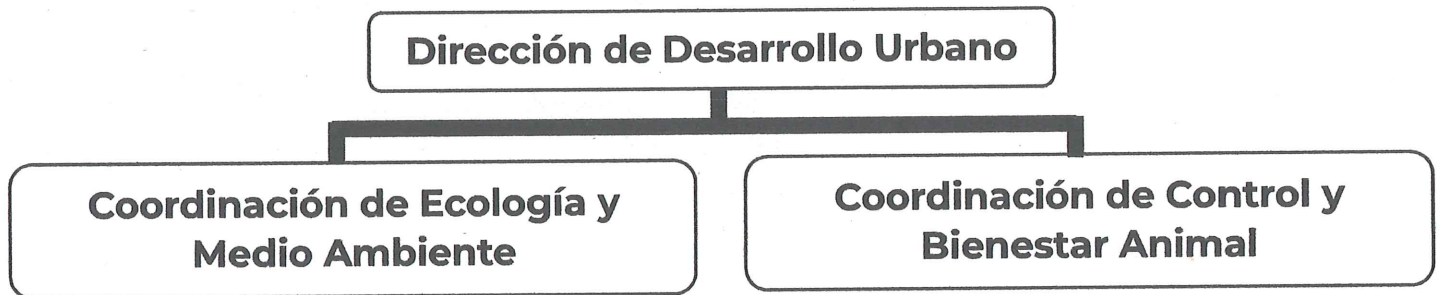 Dirección de Desarrollo Urbano
Coordinación de Ecología y
Medio Ambiente
Coordinación de Control y
Bienestar Animal